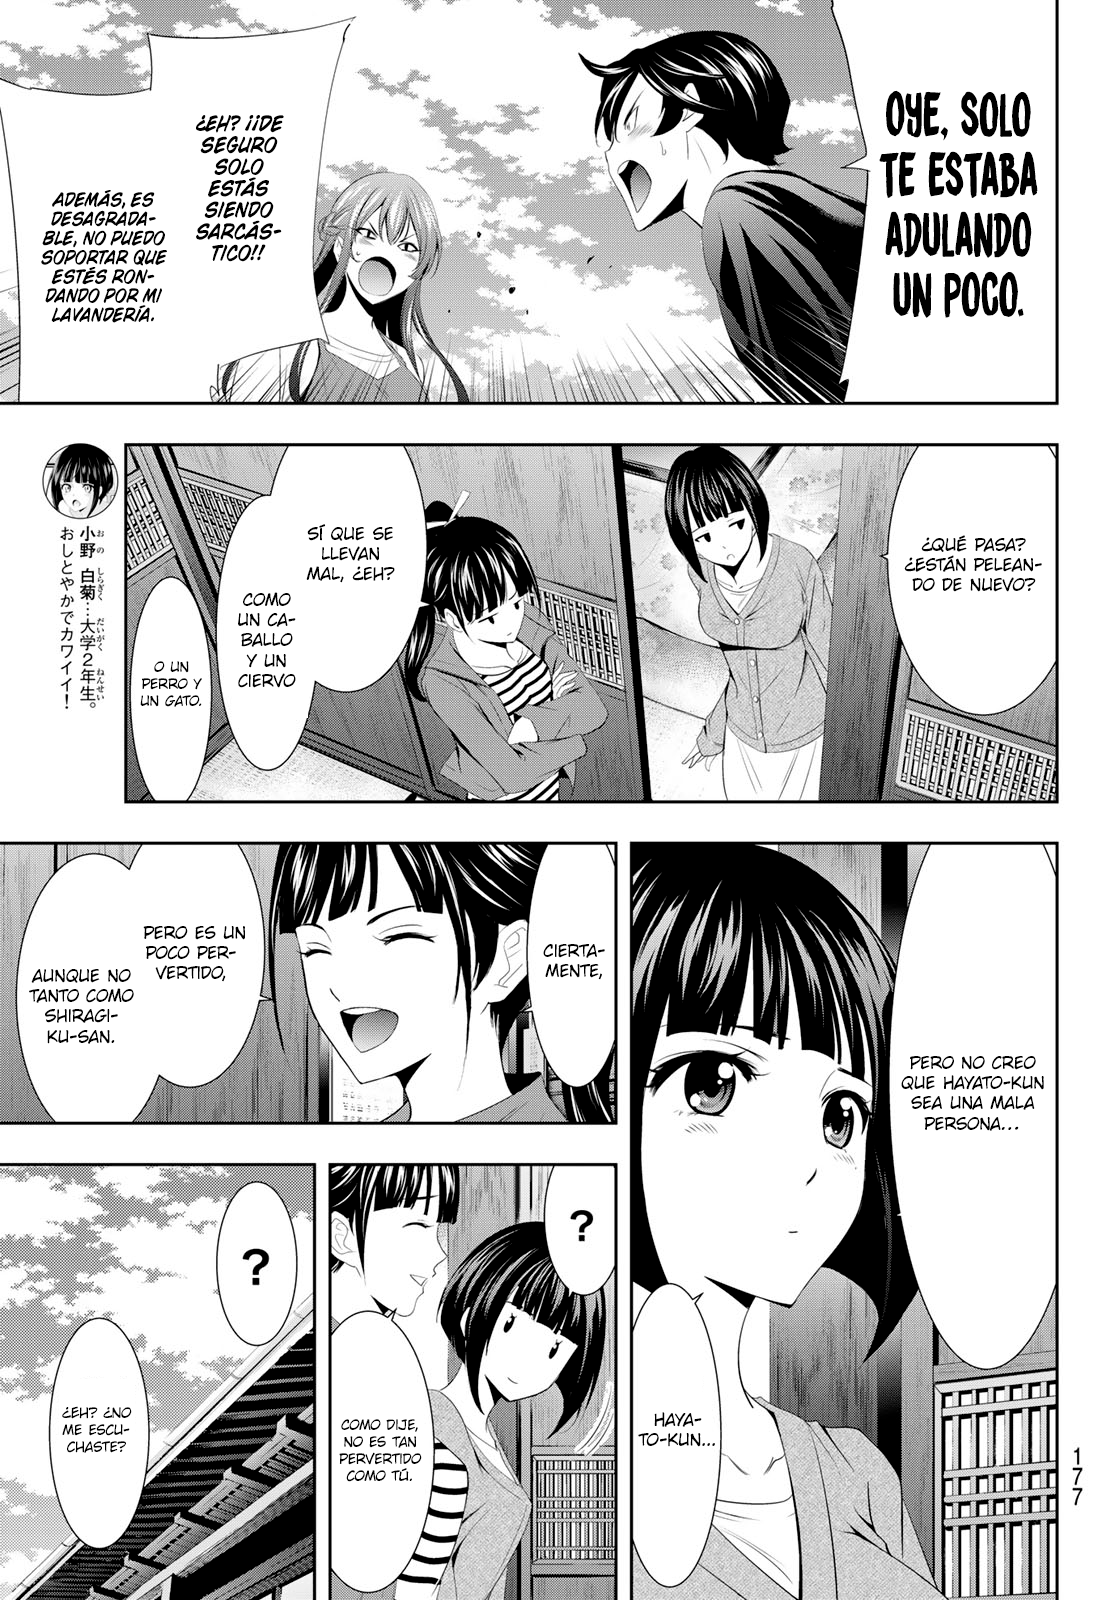 OYE, SOLO
TE ESTABA
ADULANDO
UN POCO.
¿EH? ¡¡DE
SEGURO
SOLO
ESTÁS
SIENDO
SARCÁS-
TICO!!
ADEMÁS, ES
DESAGRADA-
BLE, NO PUEDO
SOPORTAR QUE
ESTÉS RON-
DANDO POR MI
LAVANDERÍA.
¿QUÉ PASA?
¿ESTÁN PELEAN-
DO DE NUEVO?
SÍ QUE SE
LLEVAN
MAL, ¿EH?
COMO
UN CA-
BALLO
Y UN
CIERVO
O UN
PERRO Y
UN GATO.
小野 白菊…大学2年生。
おしとやかでカワイイ!
PERO NO CREO
QUE HAYATO-KUN
SEA UNA MALA
PERSONA...
HAYA-
TO-KUN...
CIERTA-
MENTE,
PERO ES UN
POCO PER-
VERTIDO,
AUNQUE NO
TANTO COMO
SHIRAGI-
KU-SAN.
?
COMO DIJE,
NO ES TAN
PERVERTIDO
COMO TÚ.
?
¿EH? ¿NO
ME ESCU-
CHASTE?
177